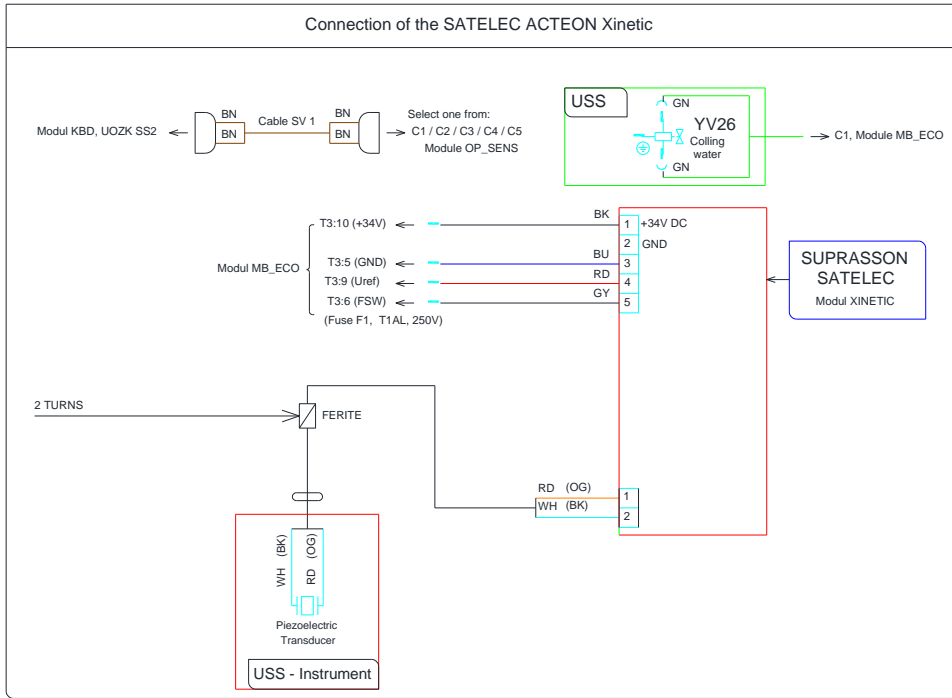 Connection of the SATELEC ACTEON Xinetic
Modul KBD, UOZK SS2
BN
BN
Cable SV 1
BN
BN
Select one from:
C1 / C2 / C3 / C4 / C5
Module OP_SENS
USS
GN
YV26
Colling
water
GN
C1, Module MB_ECO
Modul MB_ECO
T3:10 (+34V)
BK
1
+34V DC
2
GND
T3:5 (GND)
BU
3
T3:9 (Uref)
RD
4
T3:6 (FSW)
GY
5
(Fuse F1, T1AL, 250V)
SUPRASSON
SATELEC
Modul XINETIC
2 TURNS
FERITE
RD (OG)
1
WH (BK)
2
WH (BK)
RD (OG)
Piezoelectric
Transducer
USS - Instrument